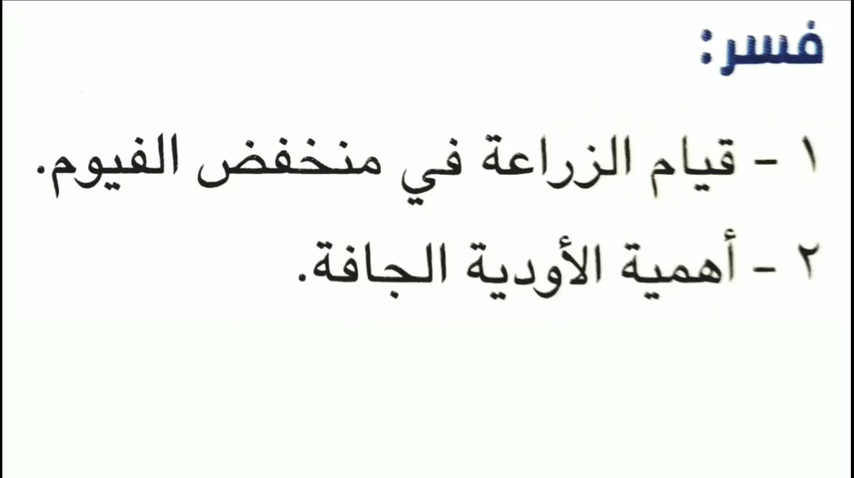 فسر:
١ - قيام الزراعة في منخفض الفيوم.
٢ - أهمية الأودية الجافة.